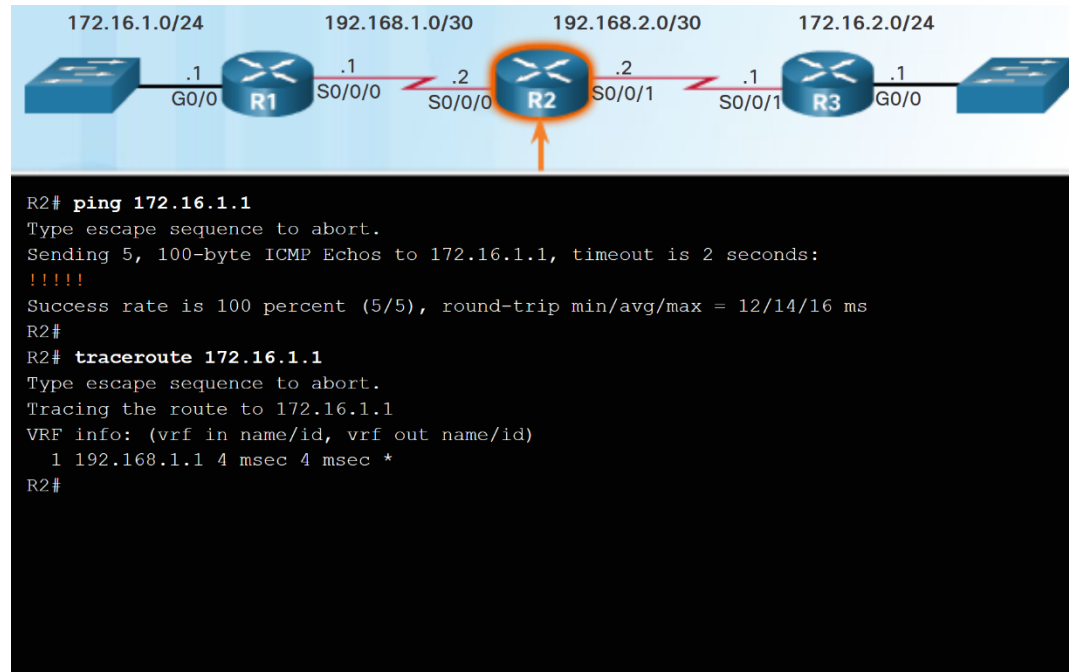 172.16.1.0/24 192.168.1.0/30 192.168.2.0/30 172.16.2.0/24
.1 .1 .2 .2 .1 .1
G0/0 R1 S0/0/0 S0/0/0 R2 S0/0/1 S0/0/1 R3 G0/0
R2# ping 172.16.1.1
Type escape sequence to abort.
Sending 5, 100-byte ICMP Echos to 172.16.1.1, timeout is 2 seconds:
!!!!!
Success rate is 100 percent (5/5), round-trip min/avg/max = 12/14/16 ms
R2#
R2# traceroute 172.16.1.1
Type escape sequence to abort.
Tracing the route to 172.16.1.1
VRF info: (vrf in name/id, vrf out name/id)
1 192.168.1.1 4 msec 4 msec *
R2#